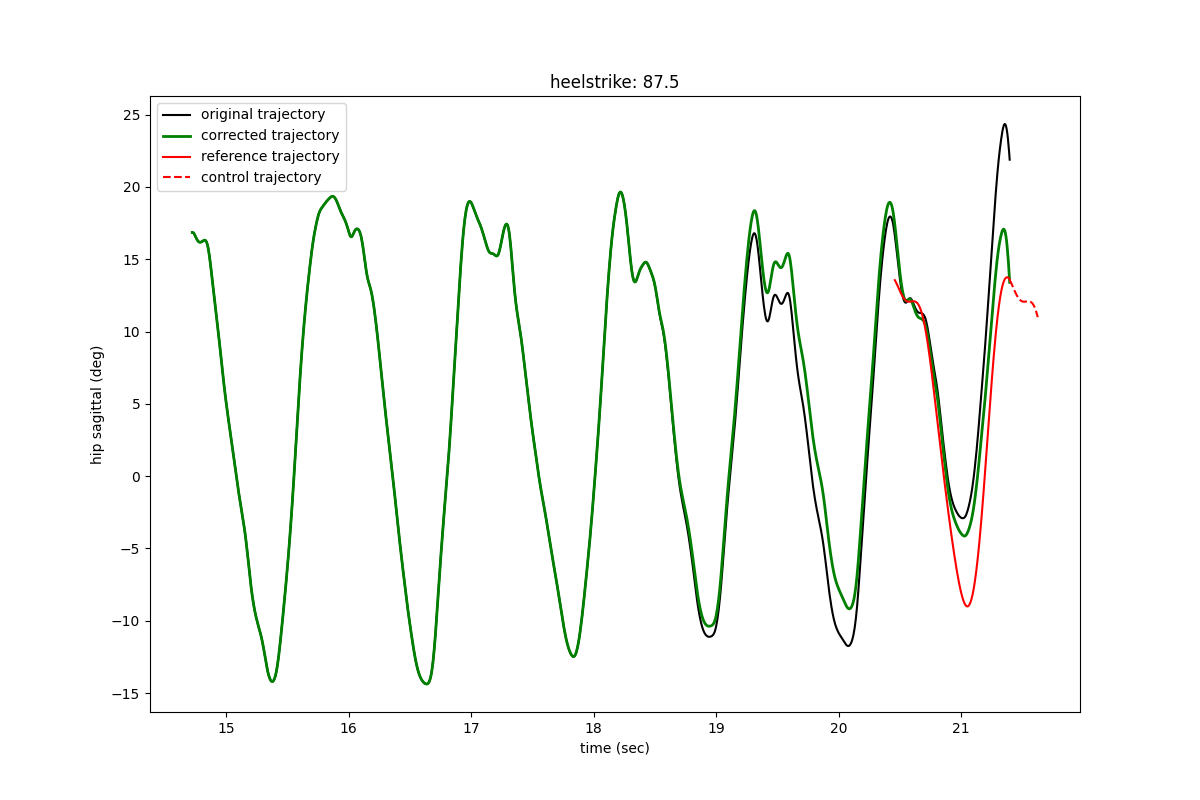 heelstrike: 87.5
original trajectory
corrected trajectory
reference trajectory
control trajectory
25
20
15
10
5
0
−5
−10
−15
hip sagittal (deg)
15 16 17 18 19 20 21
time (sec)